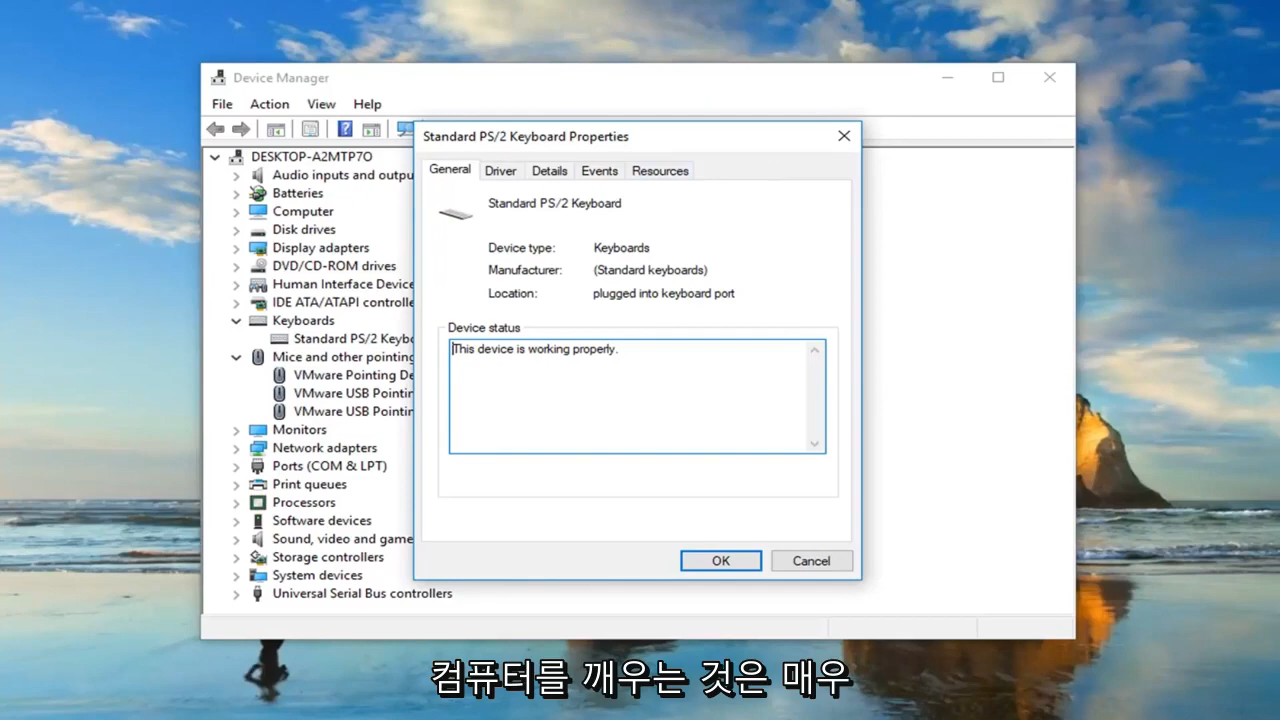 Device Manager
File Action View Help
DESKTOP-A2MTP7O
Audio inputs and outpu
Batteries
Computer
Disk drives
Display adapters
DVD/CD-ROM drives
Human Interface Device
IDE ATA/ATAPI controlle
Keyboards
Standard PS/2 Keybo
Mice and other pointing
VMware Pointing De
VMware USB Pointin
VMware USB Pointin
Monitors
Network adapters
Ports (COM & LPT)
Print queues
Processors
Software devices
Sound, video and game
Storage controllers
System devices
Universal Serial Bus controllers
Standard PS/2 Keyboard Properties
General Driver Details Events Resources
Standard PS/2 Keyboard
Device type: Keyboards
Manufacturer: (Standard keyboards)
Location: plugged into keyboard port
Device status
This device is working properly.
OK Cancel
컴퓨터를 깨우는 것은 매우